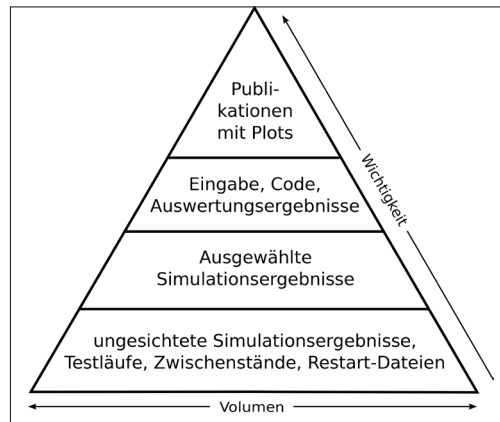 Publi-
kationen
mit Plots
Eingabe, Code,
Auswertungsergebnisse
Ausgewählte
Simulationsergebnisse
ungesichtete Simulationsergebnisse,
Testläufe, Zwischenstände, Restart-Dateien
Wichtigkeit
Volumen